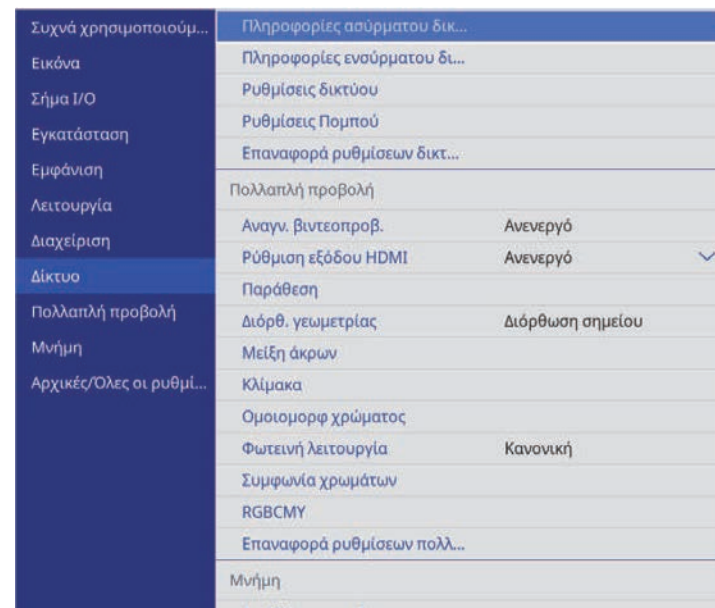 Συχνά χρησιμοποιούμ...
Εικόνα
Σήμα I/O
Εγκατάσταση
Εμφάνιση
Λειτουργία
Διαχείριση
Δίκτυο
Πολλαπλή προβολή
Μνήμη
Αρχικές/Όλες οι ρυθμί...
Πληροφορίες ασύρματου δικ...
Πληροφορίες ενσύρματου δι...
Ρυθμίσεις δικτύου
Ρυθμίσεις Πομπού
Επαναφορά ρυθμίσεων δικτ...
Πολλαπλή προβολή
Αναγν. βιντεοπροβ. Ανενεργό
Ρύθμιση εξόδου HDMI Ανενεργό
Παράθεση
Διόρθ. γεωμετρίας Διόρθωση σημείου
Μείξη άκρων
Κλίμακα
Ομοιομορφ χρώματος
Φωτεινή λειτουργία Κανονική
Συμφωνία χρωμάτων
RGBCMY
Επαναφορά ρυθμίσεων πολλ...
Μνήμη